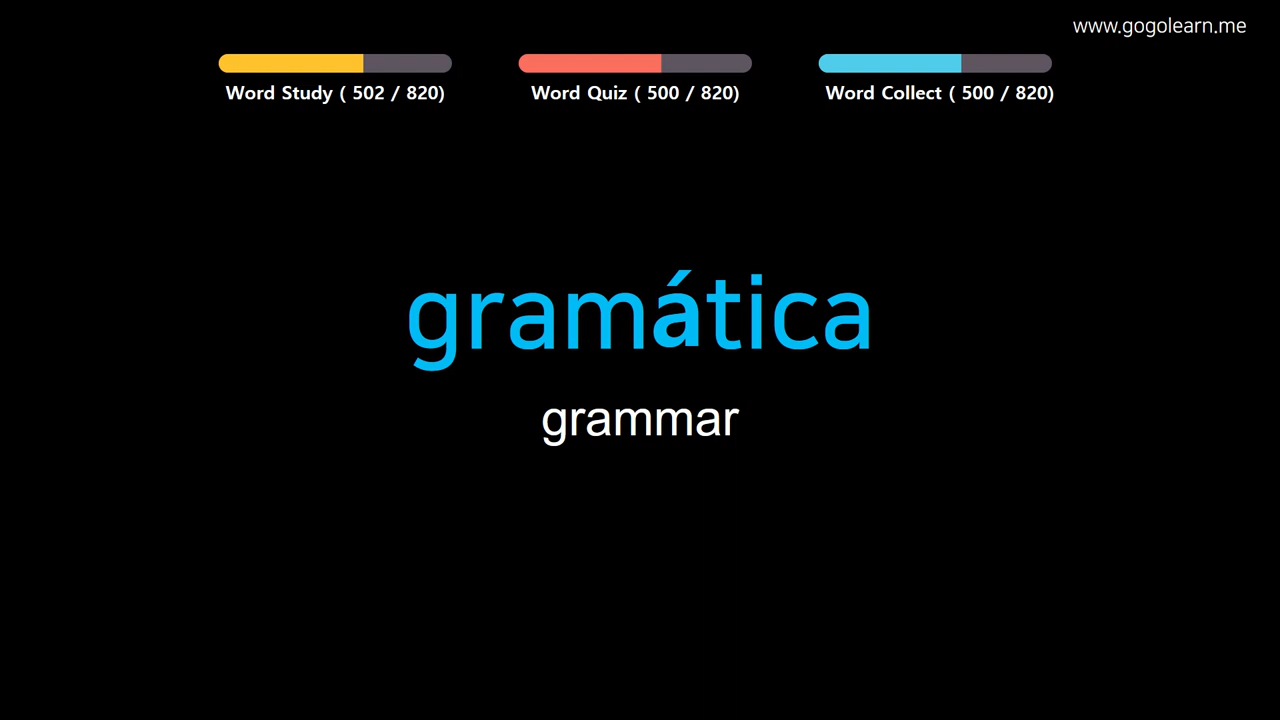 www.gogolearn.me
Word Study ( 502 / 820)
Word Quiz ( 500 / 820)
Word Collect ( 500 / 820)
gramática
grammar